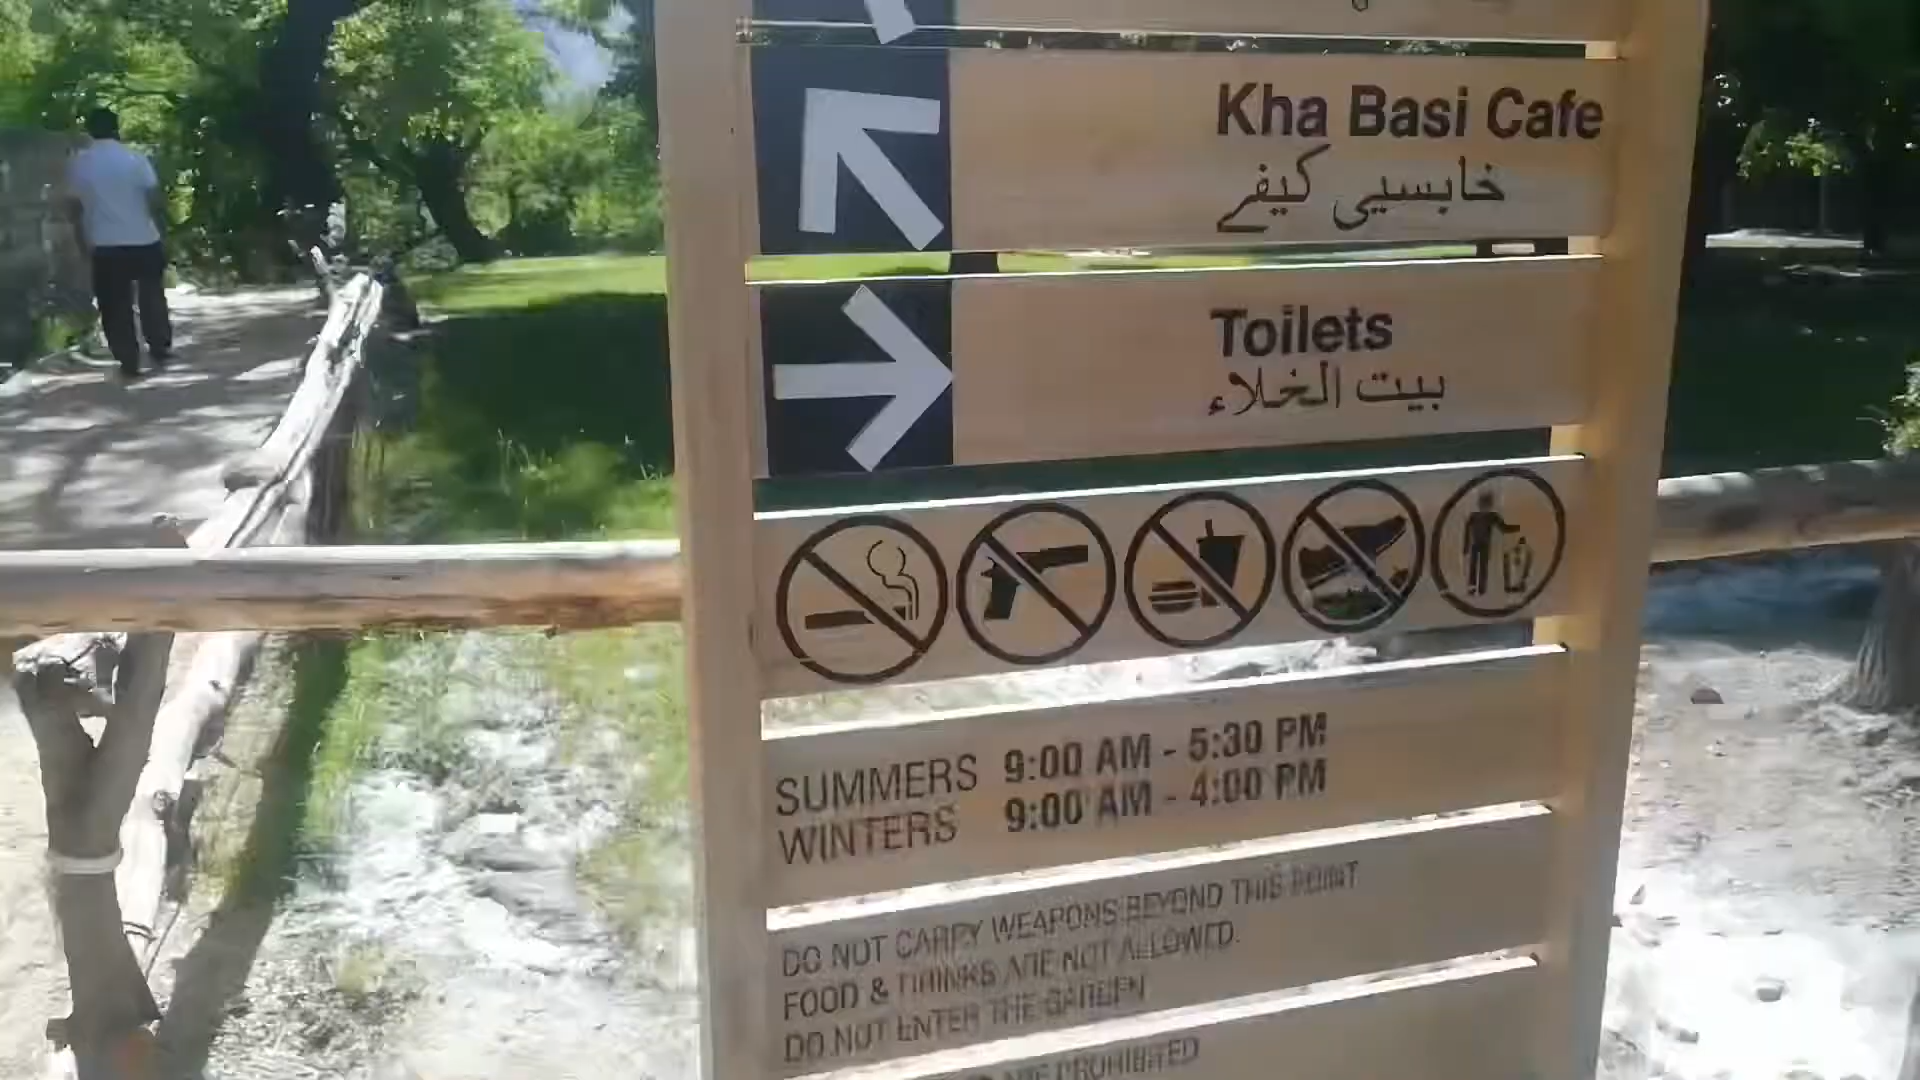 Kha Basi Cafe
خابسیی کیفے
Toilets
بیت الخلاء
SUMMERS 9:00 AM - 5:30 PM
WINTERS 9:00 AM - 4:00 PM
DO NOT CARRY WEAPONS BEYOND THIS POINT
FOOD & DRINKS ARE NOT ALLOWED.
DO NOT ENTER THE GARDEN
ARE PROHIBITED